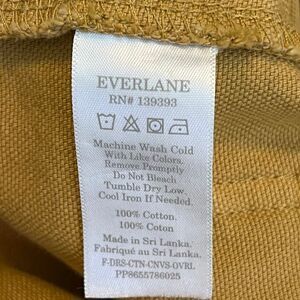 EVERLANE
RN# 139393
Machine Wash Cold
With Like Colors.
Remove Promptly
Do Not Bleach
Tumble Dry Low.
Cool Iron If Needed.
100% Cotton.
100% Coton
Made in Sri Lanka.
Fabriqué au Sri Lanka.
F-DRS-CTN-CNVS-OVRL
PP8655786025